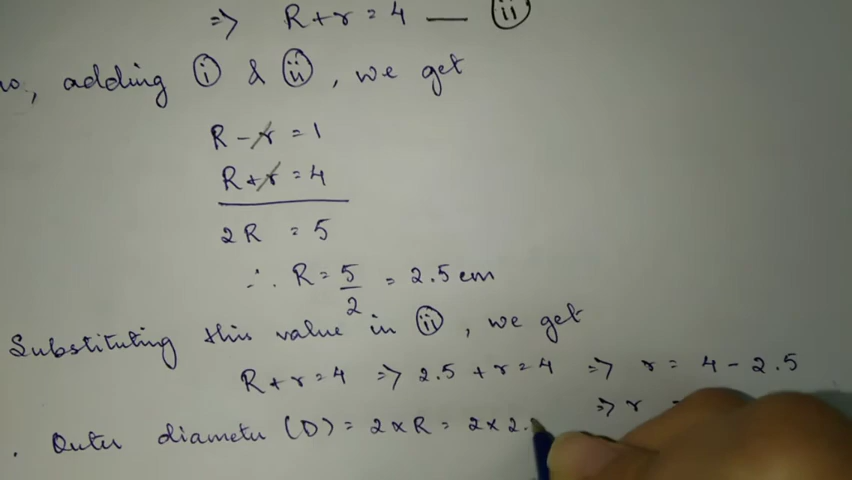 => R+r=4 — ii
adding i & ii, we get
R-r=1
R+r=4
2R = 5
∴ R= 5/2 = 2.5 cm
Substituting this value in ii, we get
R+r=4 => 2.5+r=4 => r = 4-2.5
=> r =
. Outer diameter (D) = 2×R = 2×2.